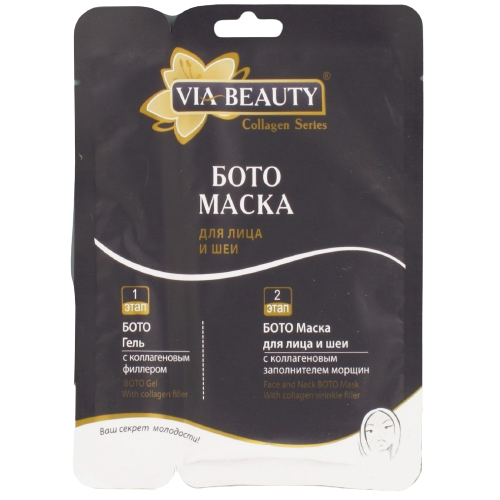 VIA BEAUTY®
Collagen Series
БОТО
МАСКА
ДЛЯ ЛИЦА
И ШЕИ
1
этап
БОТО
Гель
с коллагеновым
филлером
BOTO Gel
With collagen filler
2
этап
БОТО Маска
для лица и шеи
с коллагеновым
заполнителем морщин
Face and Neck BOTO Mask
With collagen wrinkle filler
Ваш секрет молодости!